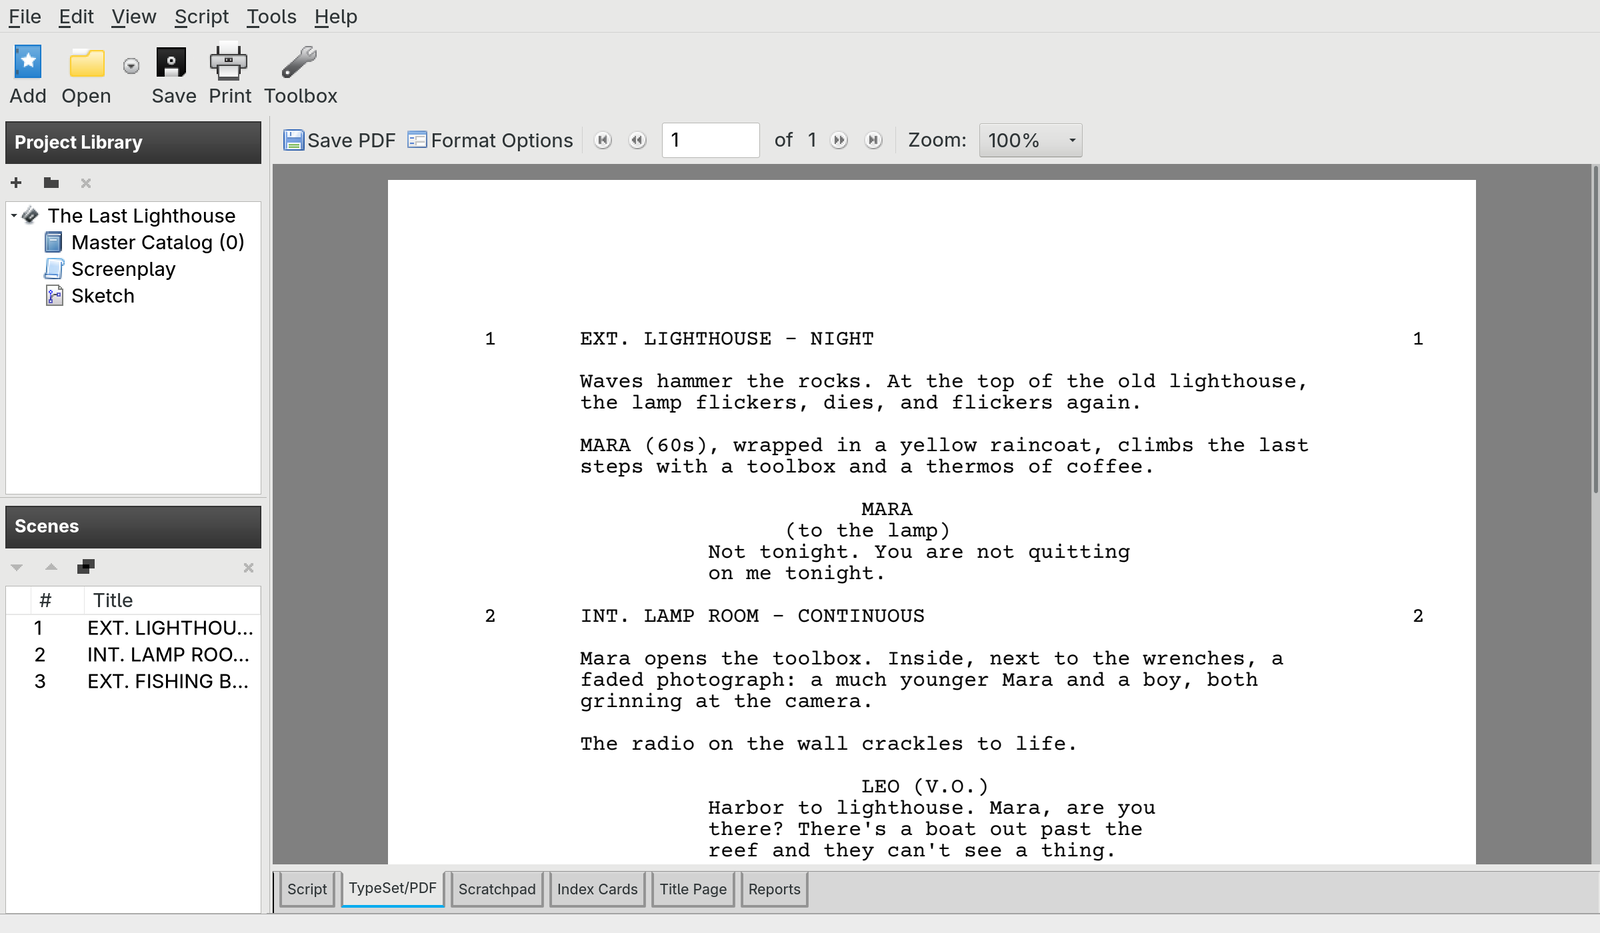 File Edit View Script Tools Help
Add Open Save Print Toolbox
Project Library
The Last Lighthouse
Master Catalog (0)
Screenplay
Sketch
Scenes
# Title
1 EXT. LIGHTHOU...
2 INT. LAMP ROO...
3 EXT. FISHING B...
Save PDF Format Options 1 of 1 Zoom: 100%
1 EXT. LIGHTHOUSE - NIGHT 1
Waves hammer the rocks. At the top of the old lighthouse,
the lamp flickers, dies, and flickers again.
MARA (60s), wrapped in a yellow raincoat, climbs the last
steps with a toolbox and a thermos of coffee.
MARA
(to the lamp)
Not tonight. You are not quitting
on me tonight.
2 INT. LAMP ROOM - CONTINUOUS 2
Mara opens the toolbox. Inside, next to the wrenches, a
faded photograph: a much younger Mara and a boy, both
grinning at the camera.
The radio on the wall crackles to life.
LEO (V.O.)
Harbor to lighthouse. Mara, are you
there? There's a boat out past the
reef and they can't see a thing.
Script TypeSet/PDF Scratchpad Index Cards Title Page Reports